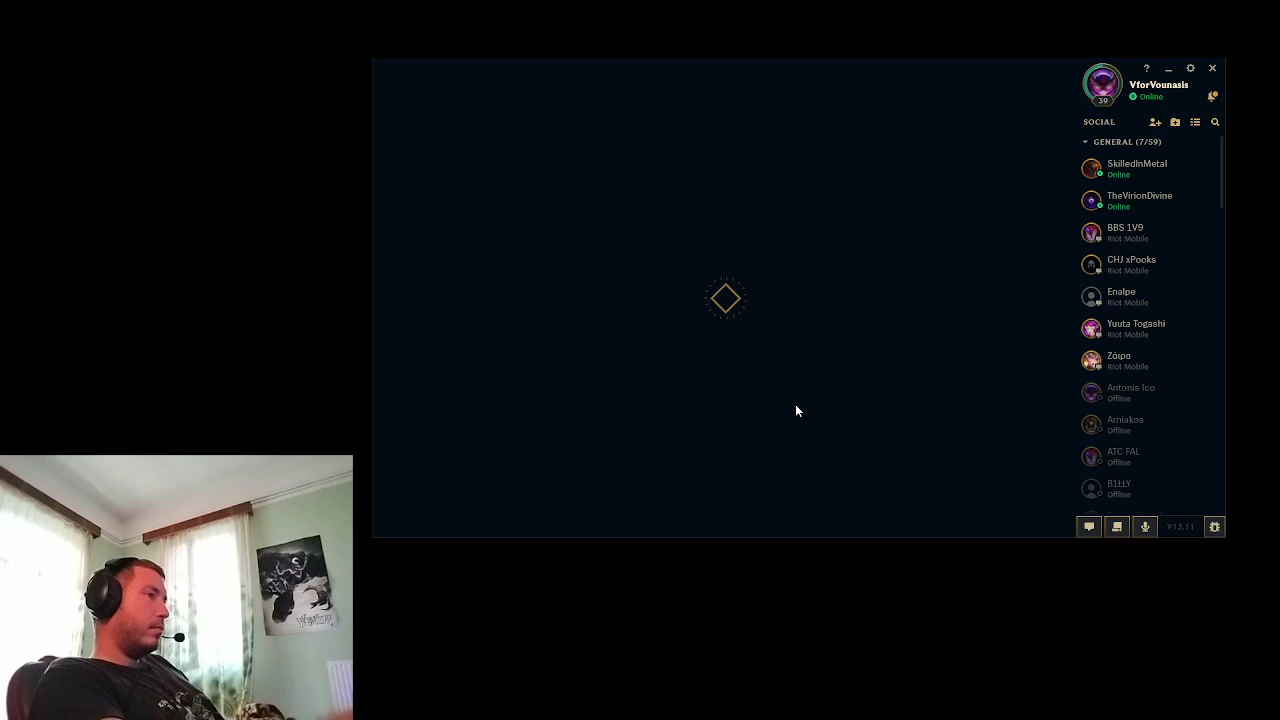 ?
VforVounasis
39
Online
SOCIAL
GENERAL (7/59)
SkilledInMetal
Online
TheVirionDivine
Online
BBS 1V9
Riot Mobile
CHJ xPooks
Riot Mobile
Enalpe
Riot Mobile
Yuuta Togashi
Riot Mobile
Ζάιρα
Riot Mobile
Antonis Ico
Offline
Arniakos
Offline
ATC FAL
Offline
Offline
V13.11